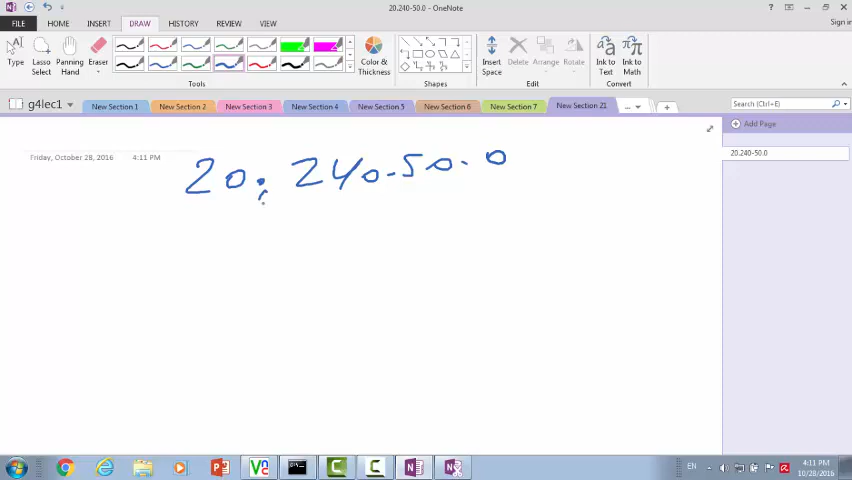 20.240-50.0 - OneNote
? Sign in
FILE HOME INSERT DRAW HISTORY REVIEW VIEW
Type Lasso Select Panning Hand Eraser Color & Thickness Insert Space Delete Arrange Rotate Ink to Text Ink to Math
Tools Shapes Edit Convert
g4lec1 New Section 1 New Section 2 New Section 3 New Section 4 New Section 5 New Section 6 New Section 7 New Section 21 ... + Search (Ctrl+E)
Add Page
20.240-50.0
Friday, October 28, 2016 4:11 PM
20.240.50.0
EN 4:11 PM
10/28/2016